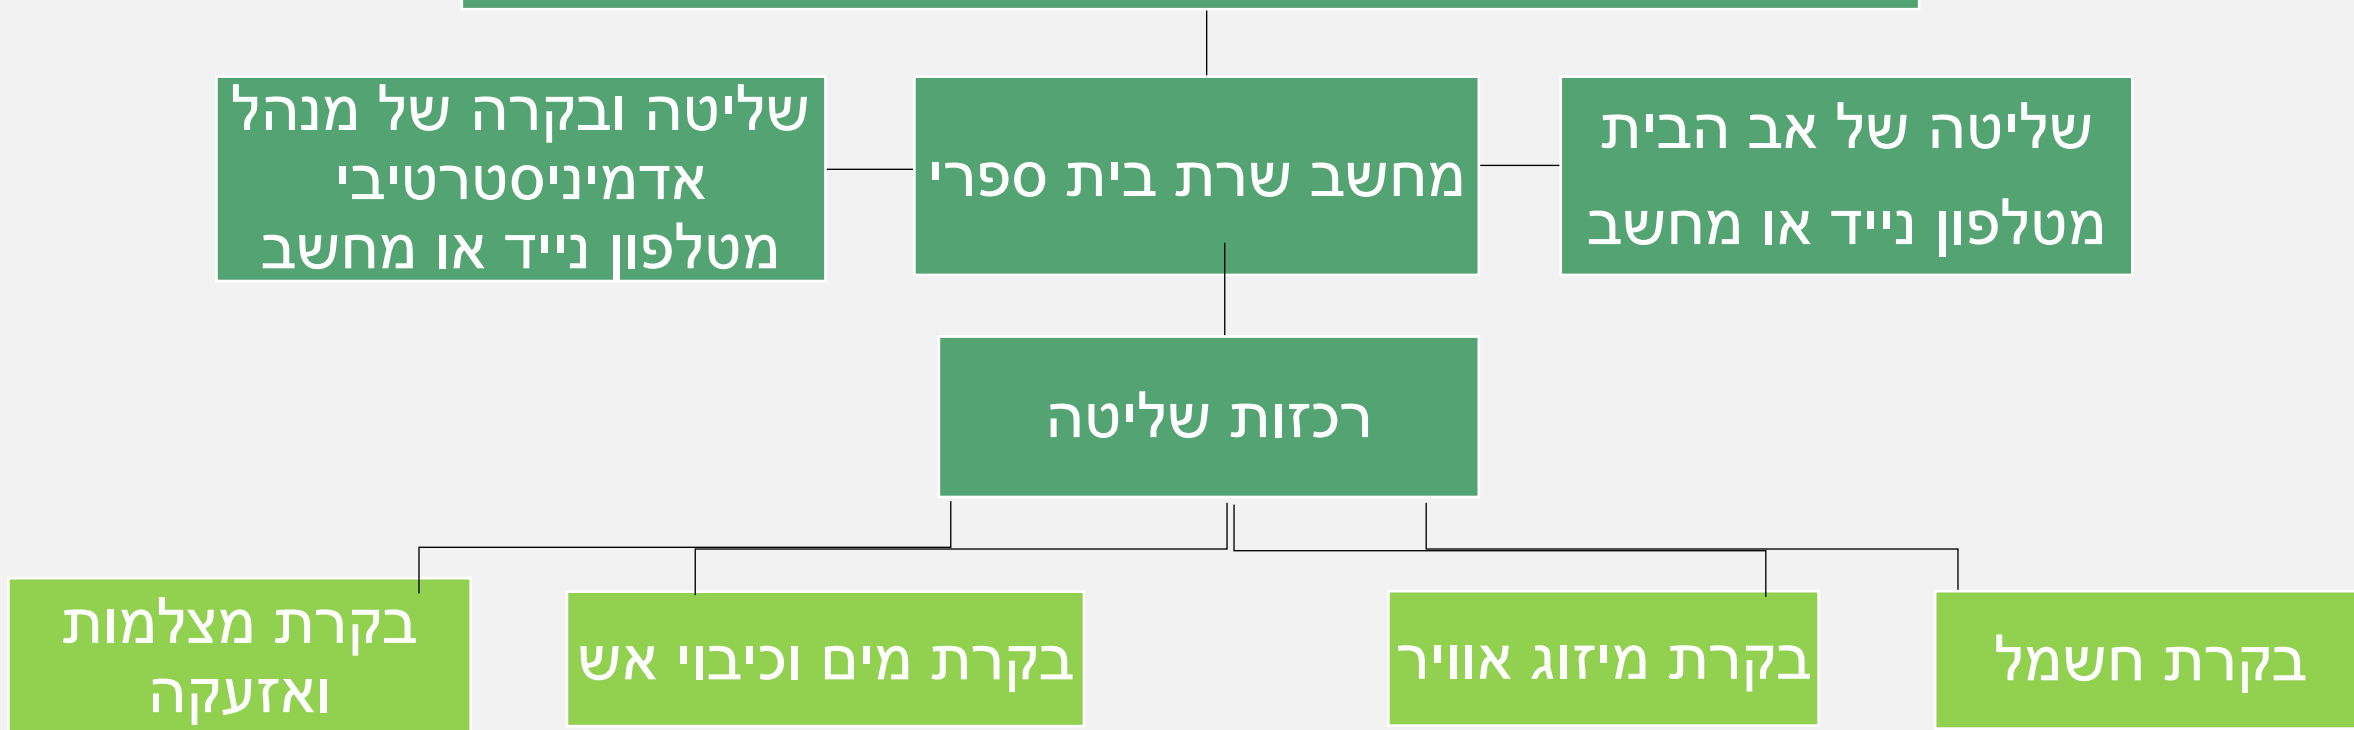 שליטה של אב הבית
מטלפון נייד או מחשב
מחשב שרת בית ספרי
שליטה ובקרה של מנהל
אדמיניסטרטיבי
מטלפון נייד או מחשב
רכזות שליטה
בקרת חשמל
בקרת מיזוג אוויר
בקרת מים וכיבוי אש
בקרת מצלמות
ואזעקה